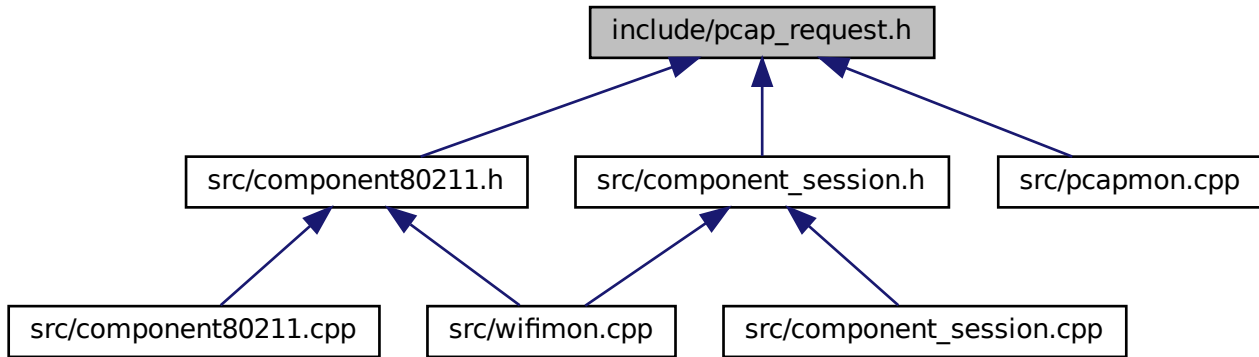 include/pcap_request.h
src/component80211.h
src/component_session.h
src/pcapmon.cpp
src/component80211.cpp
src/wifimon.cpp
src/component_session.cpp